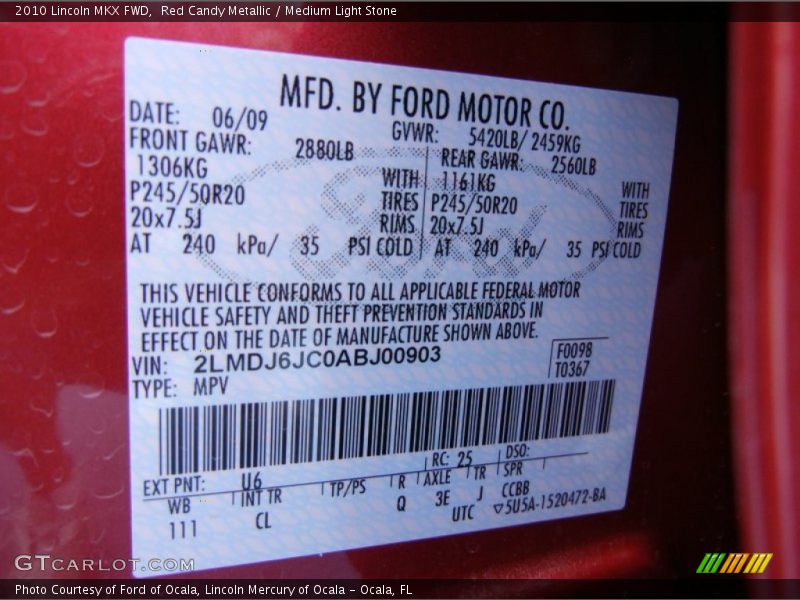 2010 Lincoln MKX FWD, Red Candy Metallic / Medium Light Stone
MFD. BY FORD MOTOR CO.
DATE: 06/09 GVWR: 5420LB/ 2459KG
FRONT GAWR: 2880LB REAR GAWR: 2560LB
1306KG WITH 1161KG WITH
P245/50R20 TIRES P245/50R20 TIRES
20x7.5J RIMS 20x7.5J RIMS
AT 240 kPa/ 35 PSI COLD AT 240 kPa/ 35 PSI COLD
THIS VEHICLE CONFORMS TO ALL APPLICABLE FEDERAL MOTOR
VEHICLE SAFETY AND THEFT PREVENTION STANDARDS IN
EFFECT ON THE DATE OF MANUFACTURE SHOWN ABOVE.
VIN: 2LMDJ6JC0ABJ00903 F0098
TYPE: MPV T0367
EXT PNT: U6 RC: 25 DSO:
WB INT TR TP/PS R AXLE TR SPR
111 CL Q 3E J CCBB
UTC ▽5U5A-1520472-BA
GTCARLOT.COM
Photo Courtesy of Ford of Ocala, Lincoln Mercury of Ocala - Ocala, FL